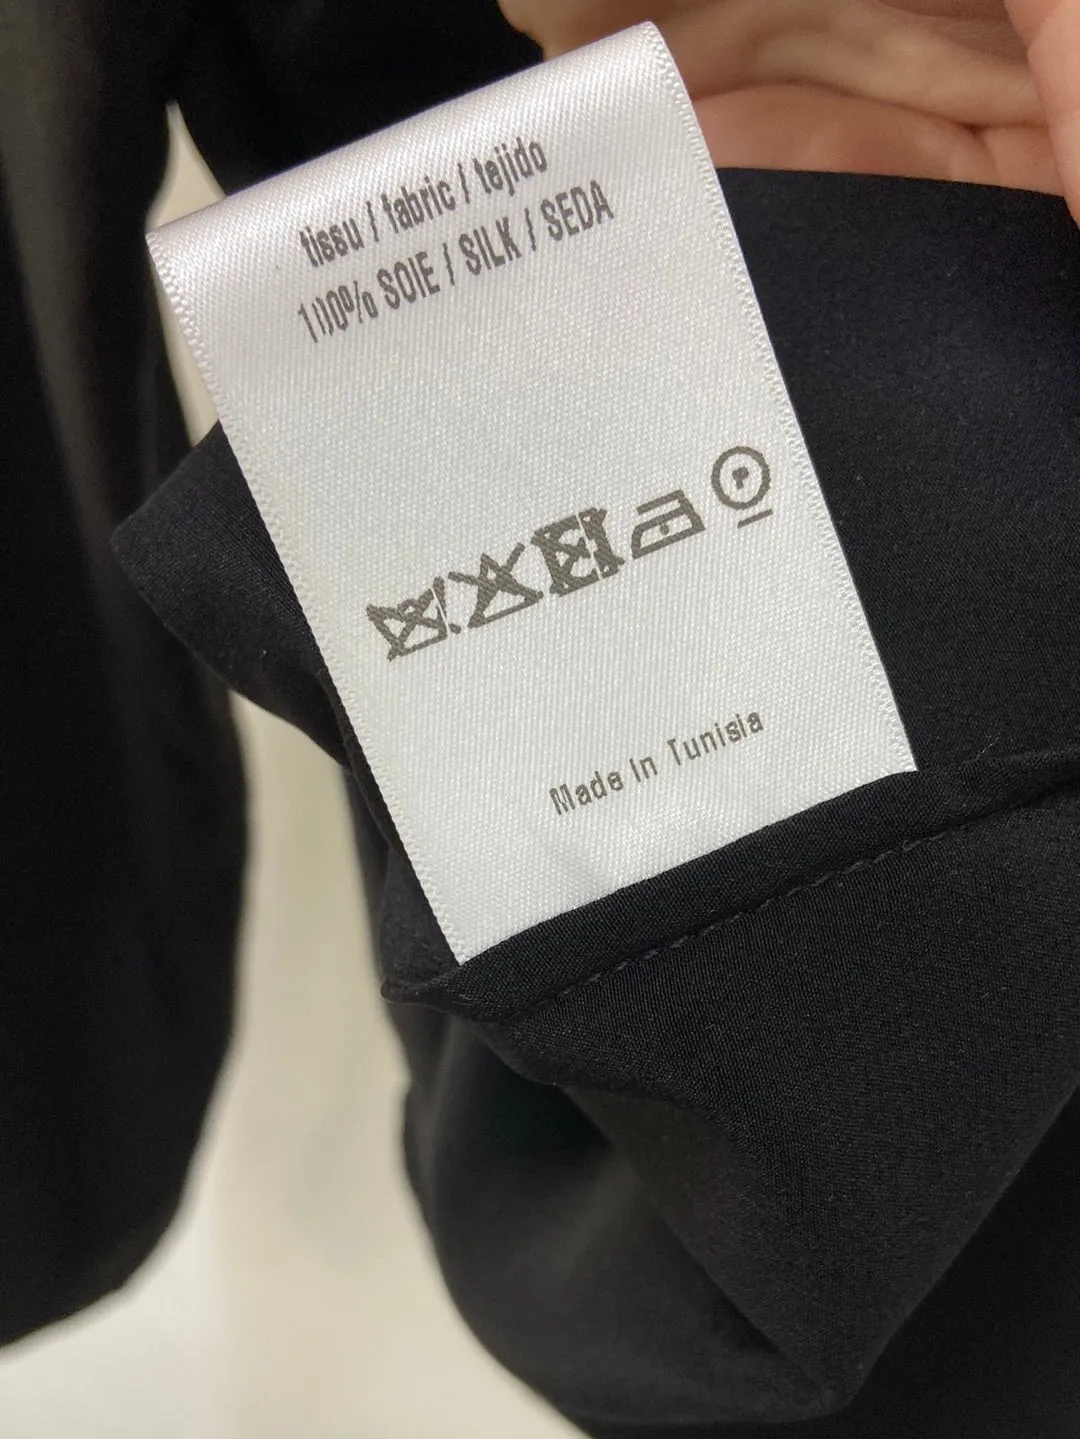 tissu / fabric / tejido
100% SOIE / SILK / SEDA
P
Made in Tunisia